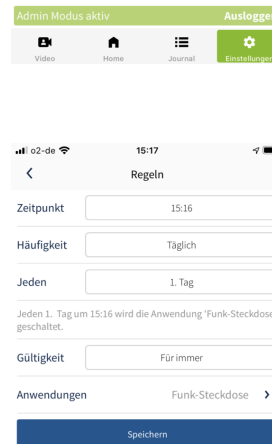 Admin Modus aktiv Auslogge
Video Home Journal Einstellungen
o2-de 15:17
Regeln
Zeitpunkt 15:16
Häufigkeit Täglich
Jeden 1. Tag
Jeden 1. Tag um 15:16 wird die Anwendung 'Funk-Steckdose
geschaltet.
Gültigkeit Für immer
Anwendungen Funk-Steckdose
Speichern